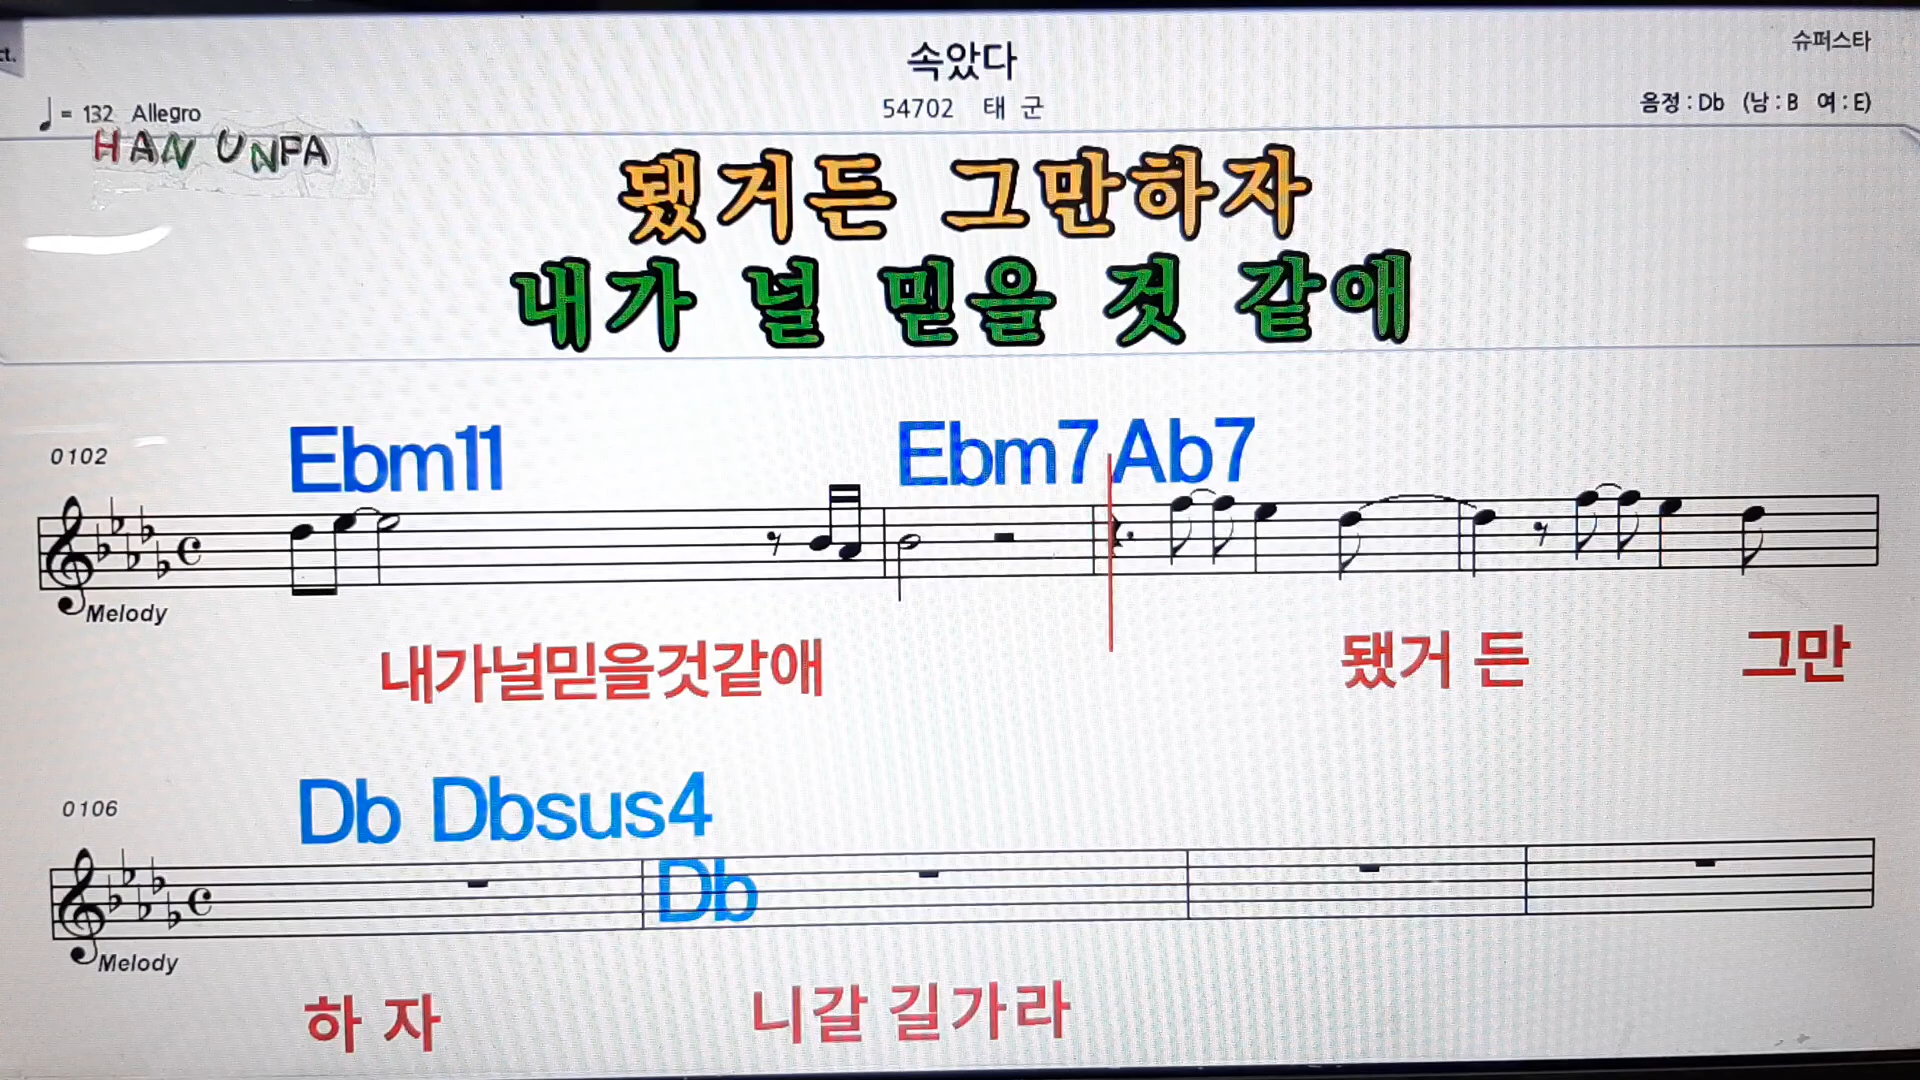 ct.
슈퍼스타
속았다
♩= 132 Allegro
54702 태 군
음정 : Db (남 : B 여 : E)
HAN UNFA
됐거든 그만하자
내가 널 믿을 것 같애
0102
Ebm11 Ebm7 Ab7
Melody
내가널믿을것같애 됐거 든 그만
0106
Db Dbsus4
Db
Melody
하 자 니갈 길가라